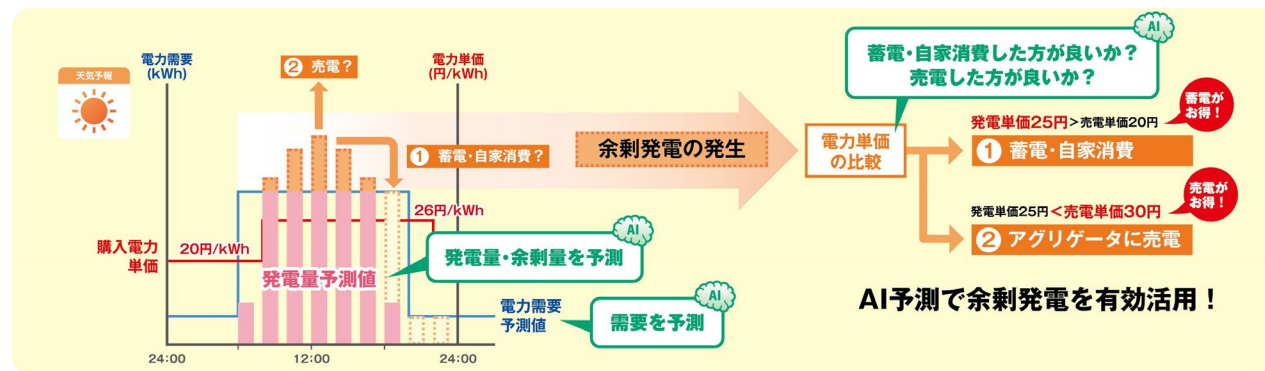 天気予報
電力需要
(kWh)
② 売電?
電力単価
(円/kWh)
① 蓄電・自家消費?
26円/kWh
20円/kWh
購入電力
単価
発電量予測値
AI
発電量・余剰量を予測
電力需要
予測値
AI
需要を予測
24:00
12:00
24:00
余剰発電の発生
AI
蓄電・自家消費した方が良いか?
売電した方が良いか?
電力単価
の比較
発電単価25円>売電単価20円
蓄電が
お得!
① 蓄電・自家消費
発電単価25円<売電単価30円
売電が
お得!
② アグリゲータに売電
AI予測で余剰発電を有効活用!